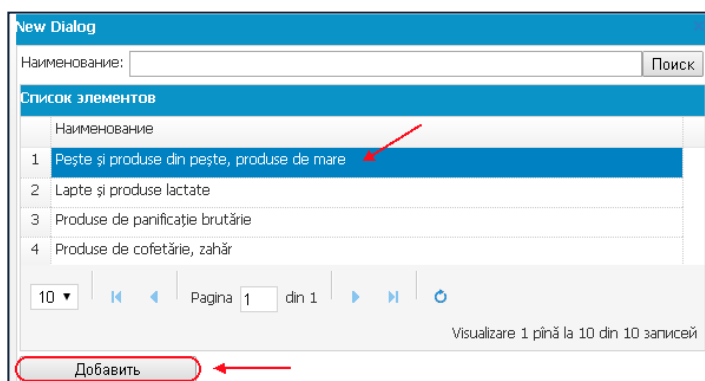 New Dialog
Наименование: Поиск
Список элементов
Наименование
1 Pește și produse din pește, produse de mare
2 Lapte și produse lactate
3 Produse de panificație brutărie
4 Produse de cofetărie, zahăr
10 Pagina 1 din 1
Visualizare 1 pînă la 10 din 10 записей
Добавить